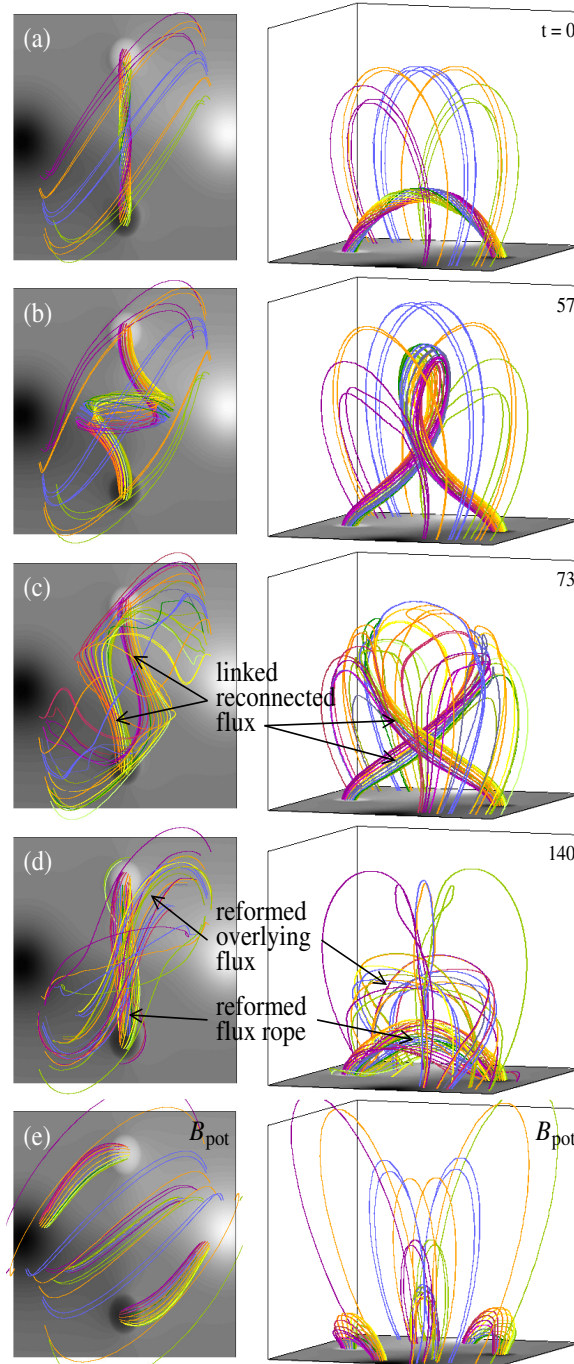 (a)
t = 0
(b)
57
(c)
73
linked
reconnected
flux
(d)
140
reformed
overlying
flux
reformed
flux rope
(e)
Bpot
Bpot